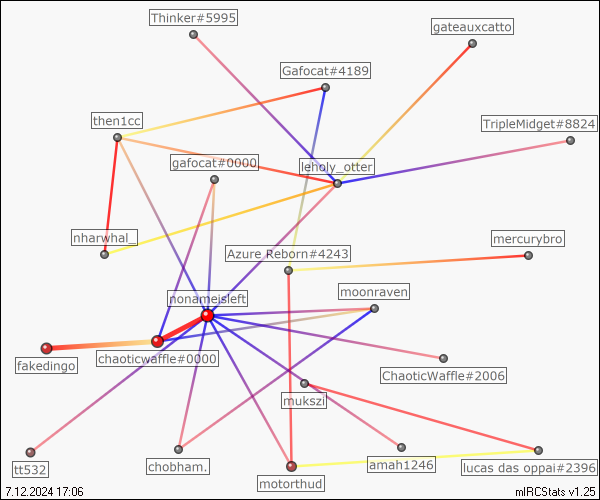 Thinker#5995
gateauxcatto
Gafocat#4189
then1cc
TripleMidget#8824
gafocat#0000
leholy_otter
nharwhal_
mercurybro
Azure Reborn#4243
moonraven
nonameisleft
chaoticwaffle#0000
fakedingo
ChaoticWaffle#2006
mukszi
tt532
chobham.
amah1246
lucas das oppai#2396
motorthud
7.12.2024 17:06
mIRCStats v1.25